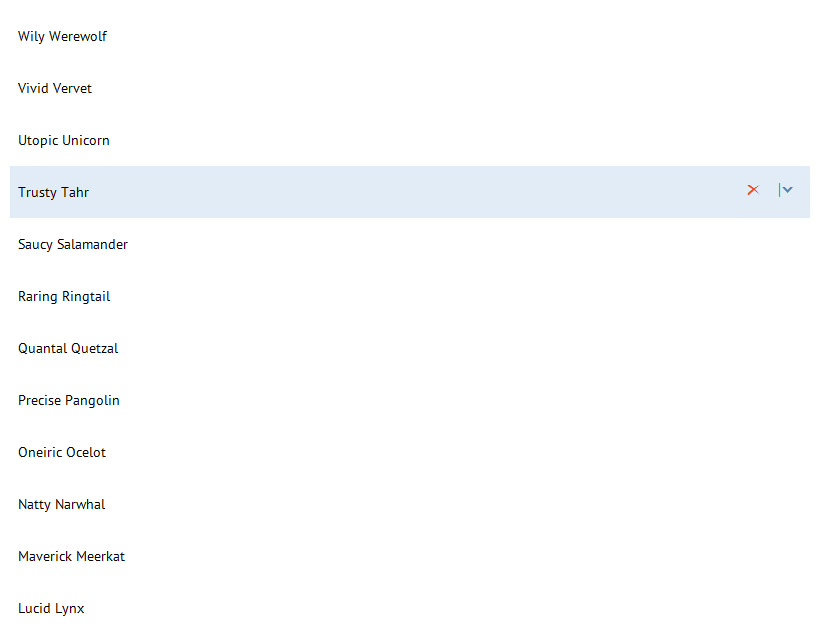 Wily Werewolf
Vivid Vervet
Utopic Unicorn
Trusty Tahr
Saucy Salamander
Raring Ringtail
Quantal Quetzal
Precise Pangolin
Oneiric Ocelot
Natty Narwhal
Maverick Meerkat
Lucid Lynx